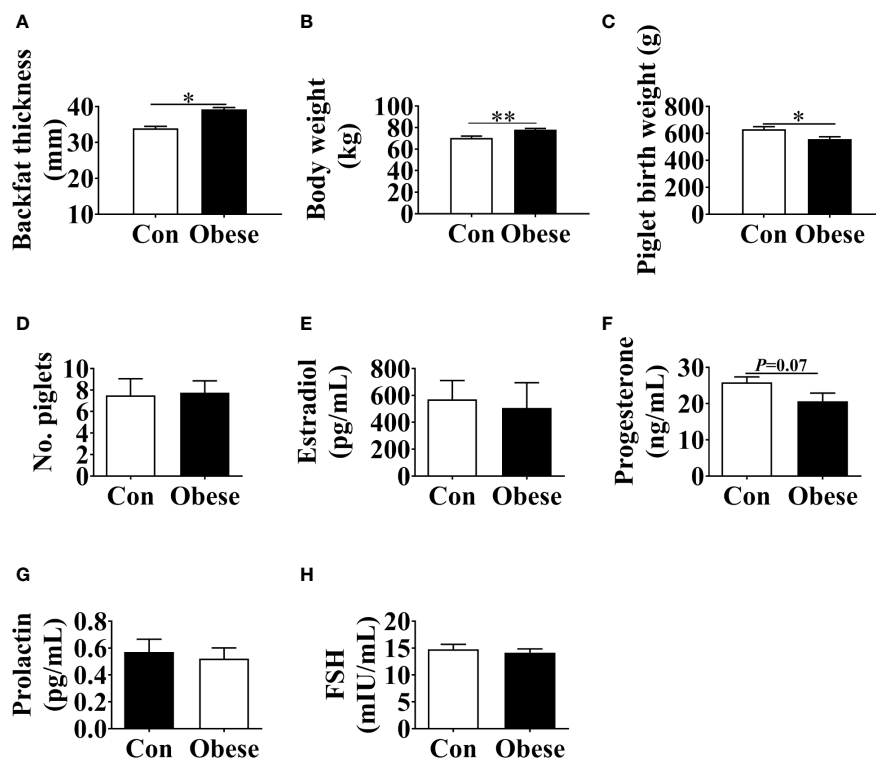 A
Backfat thickness
(mm)
40
30
20
10
*
Con Obese
B
Body weight
(kg)
100
80
60
40
20
0
**
Con Obese
C
Piglet birth weight (g)
800
600
400
200
0
*
Con Obese
D
No. piglets
10
8
6
4
2
0
Con Obese
E
Estradiol
(pg/mL)
800
600
400
200
0
Con Obese
F
Progesterone
(ng/mL)
30
20
10
0
P=0.07
Con Obese
G
Prolactin
(pg/mL)
0.8
0.6
0.4
0.2
0.0
Con Obese
H
FSH
(mIU/mL)
20
15
10
5
0
Con Obese